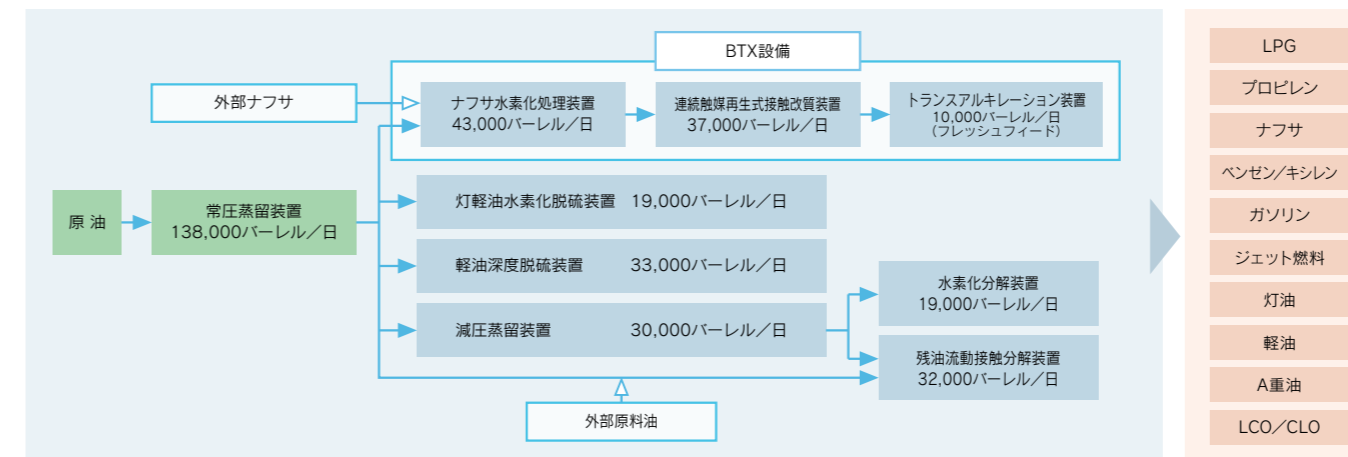 BTX設備
外部ナフサ
ナフサ水素化処理装置
43,000バーレル／日
連続触媒再生式接触改質装置
37,000バーレル／日
トランスアルキレーション装置
10,000バーレル／日
（フレッシュフィード）
原 油
常圧蒸留装置
138,000バーレル／日
灯軽油水素化脱硫装置 19,000バーレル／日
軽油深度脱硫装置 33,000バーレル／日
減圧蒸留装置 30,000バーレル／日
水素化分解装置
19,000バーレル／日
残油流動接触分解装置
32,000バーレル／日
外部原料油
LPG
プロピレン
ナフサ
ベンゼン/キシレン
ガソリン
ジェット燃料
灯油
軽油
A重油
LCO／CLO